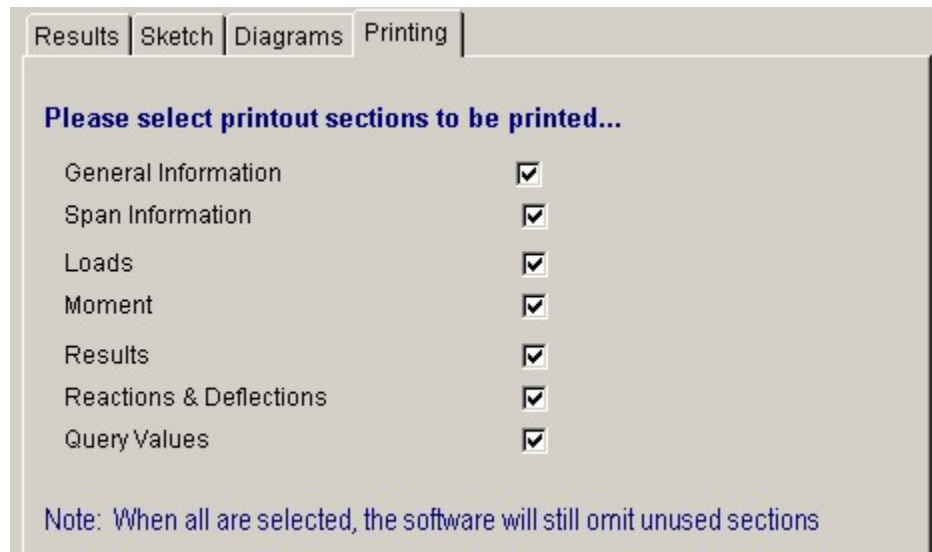 Results Sketch Diagrams Printing
Please select printout sections to be printed...
General Information
Span Information
Loads
Moment
Results
Reactions & Deflections
Query Values
Note: When all are selected, the software will still omit unused sections